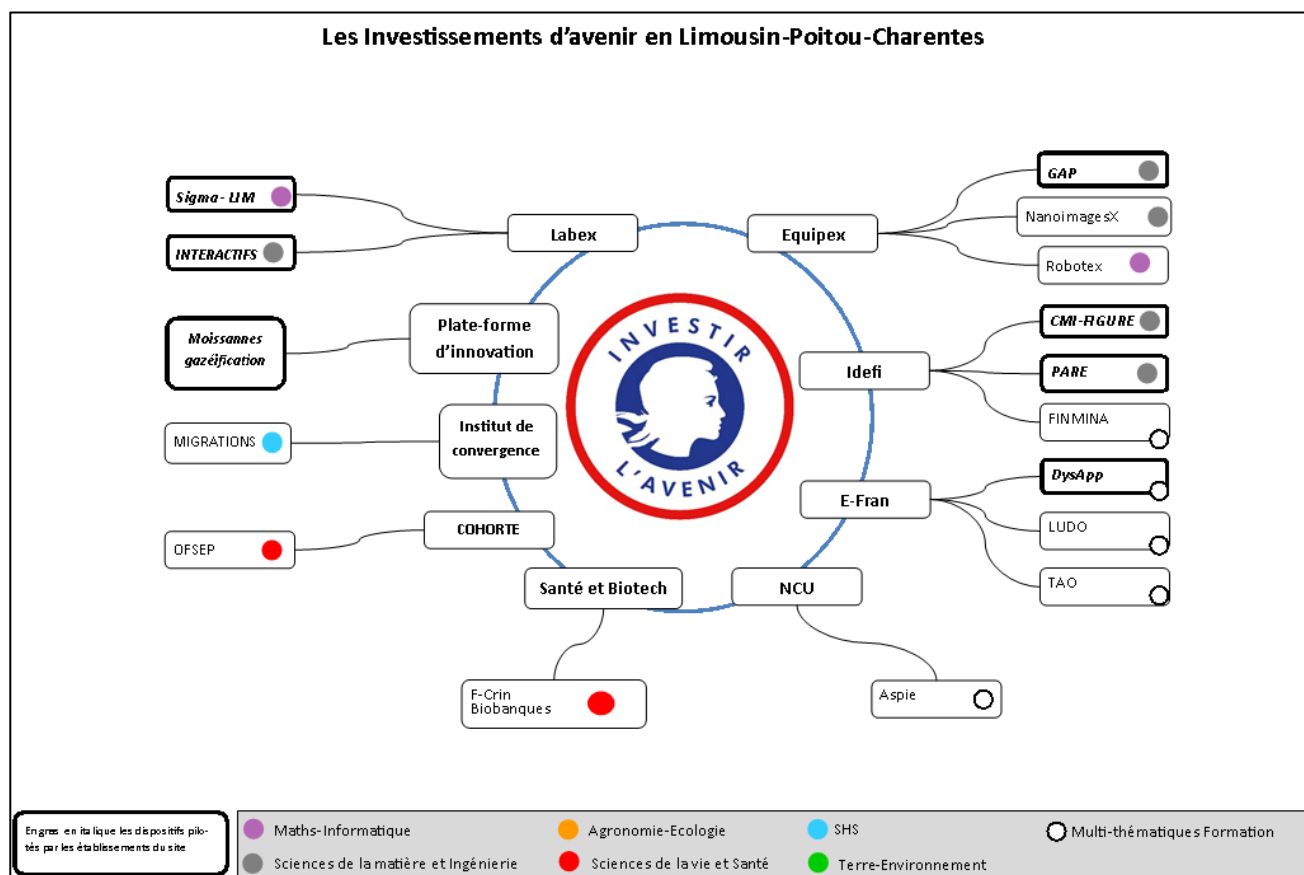 Les Investissements d'avenir en Limousin-Poitou-Charentes
Sigma- LIM
INTERACTIFS
Moissannes
gazéification
MIGRATIONS
OFSEP
Labex
Plate-forme
d'innovation
Institut de
convergence
COHORTE
Santé et Biotech
F-Crin
Biobanques
INVESTIR
L'AVENIR
Equipex
Idefi
E-Fran
NCU
Aspie
GAP
NanoimagesX
Robotex
CMI-FIGURE
PARE
FINMINA
DysApp
LUDO
TAO
En gras en italique les dispositifs pilo-
tés par les établissements du site
Maths-Informatique
Agronomie-Ecologie
SHS
Multi-thématiques Formation
Sciences de la matière et Ingénierie
Sciences de la vie et Santé
Terre-Environnement